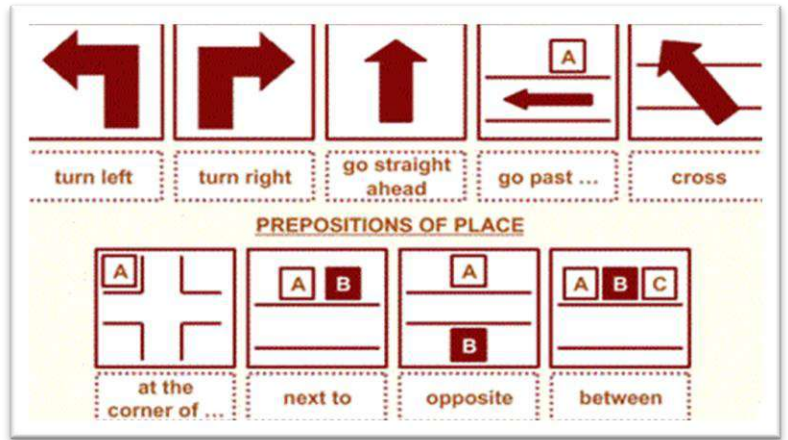 A
turn left
turn right
go straight
ahead
go past ...
cross
PREPOSITIONS OF PLACE
A
A B
A
B
A B C
at the
corner of ...
next to
opposite
between